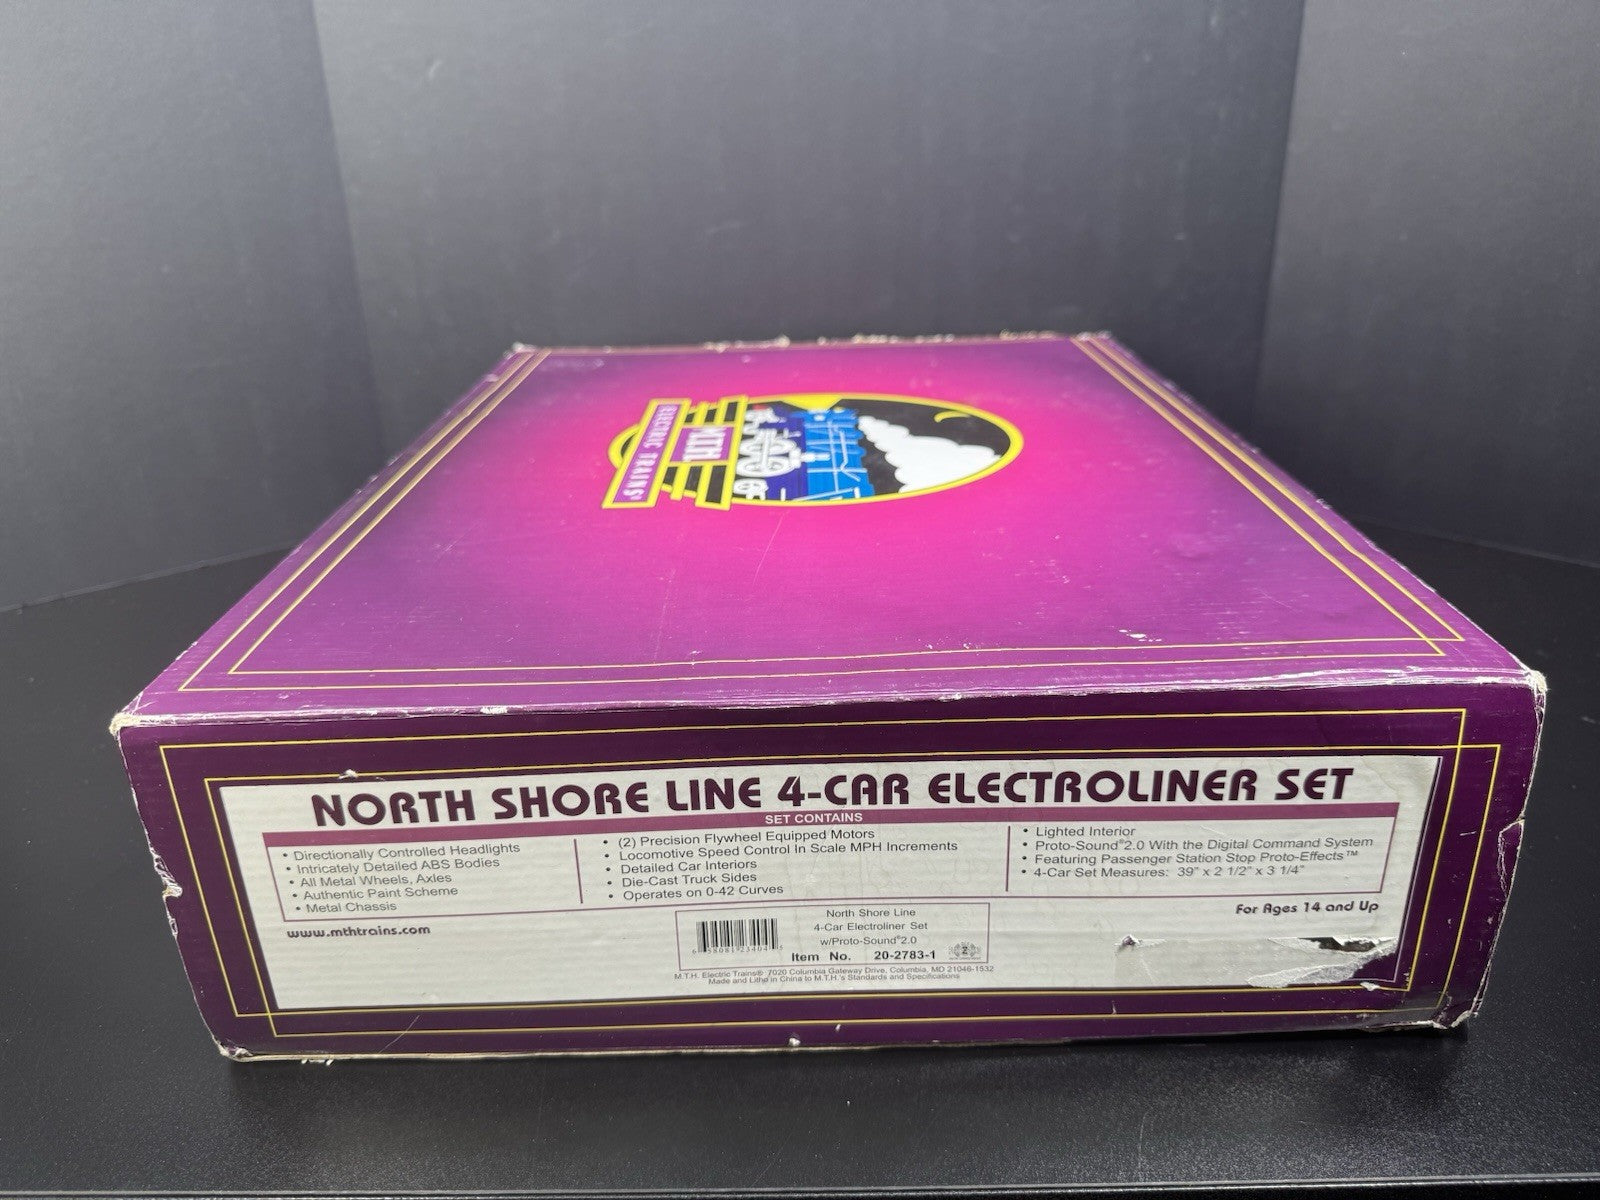 MTH
ELECTRIC TRAINS®
NORTH SHORE LINE 4-CAR ELECTROLINER SET
SET CONTAINS
• Directionally Controlled Headlights
• Intricately Detailed ABS Bodies
• All Metal Wheels, Axles
• Authentic Paint Scheme
• Metal Chassis
• (2) Precision Flywheel Equipped Motors
• Locomotive Speed Control In Scale MPH Increments
• Detailed Car Interiors
• Die-Cast Truck Sides
• Operates on 0-42 Curves
• Lighted Interior
• Proto-Sound®2.0 With the Digital Command System
• Featuring Passenger Station Stop Proto-Effects™
• 4-Car Set Measures: 39" x 2 1/2" x 3 1/4"
www.mthtrains.com
For Ages 14 and Up
North Shore Line
4-Car Electroliner Set
w/Proto-Sound®2.0
Item No. 20-2783-1
M.T.H. Electric Trains® 7020 Columbia Gateway Drive, Columbia, MD 21046-1532
Made and Litho in China to M.T.H.'s Standards and Specifications